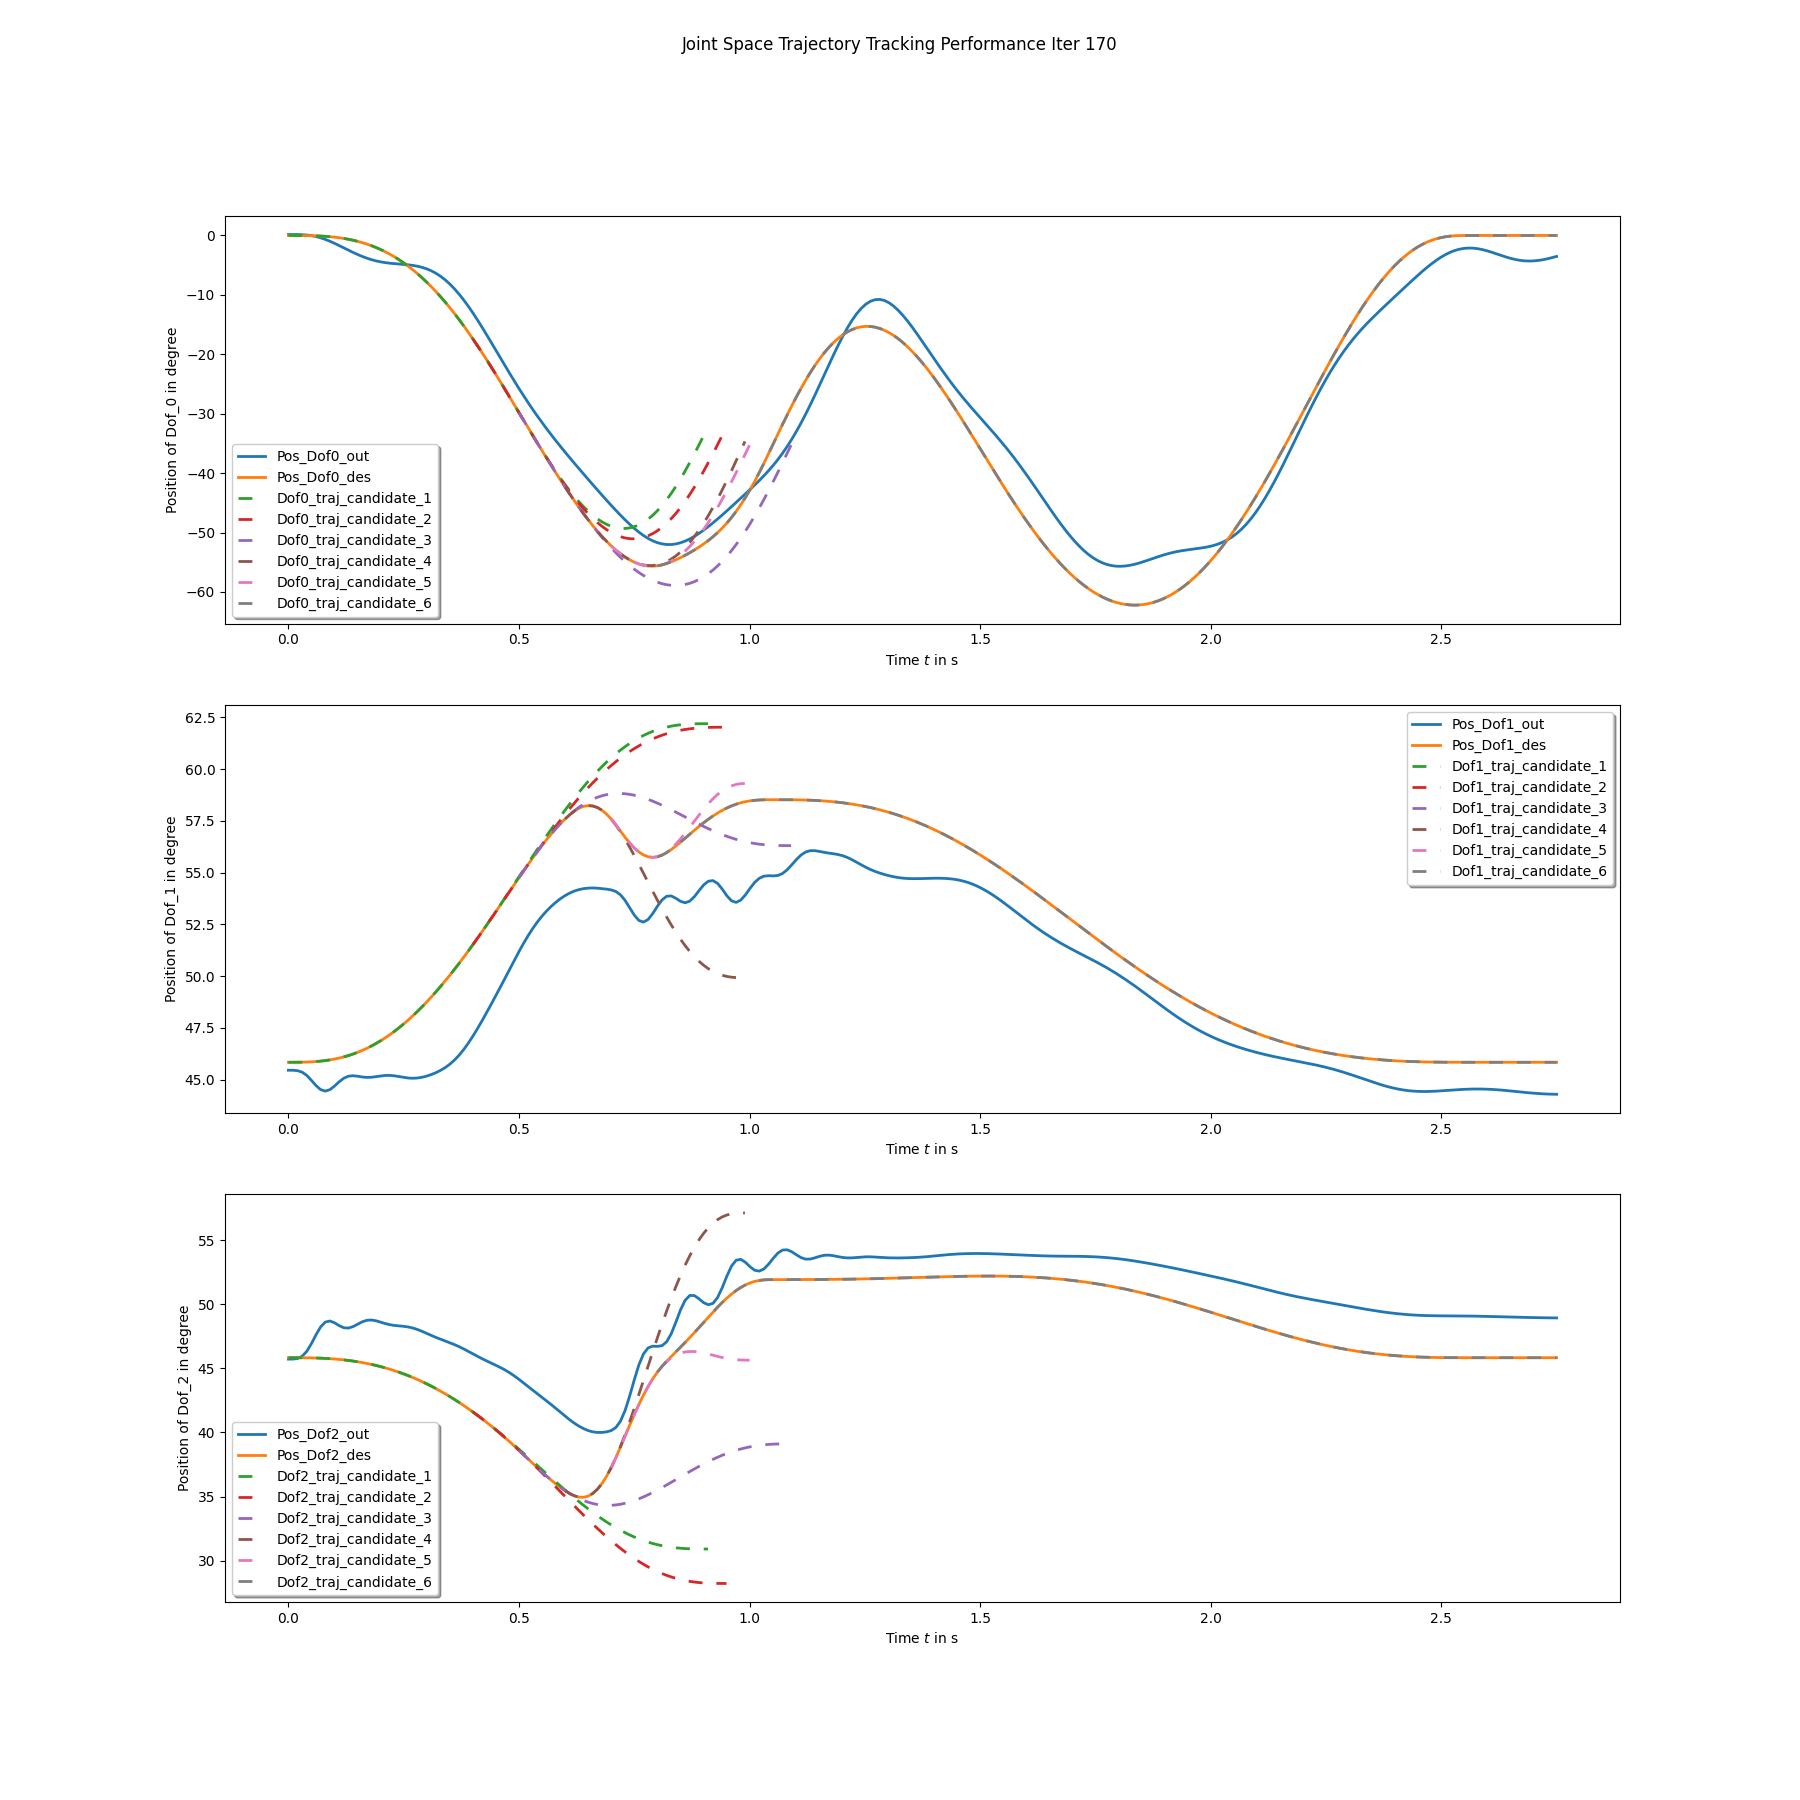 Joint Space Trajectory Tracking Performance Iter 170
0
−10
−20
−30
−40
−50
−60
Position of Dof_0 in degree
Pos_Dof0_out
Pos_Dof0_des
Dof0_traj_candidate_1
Dof0_traj_candidate_2
Dof0_traj_candidate_3
Dof0_traj_candidate_4
Dof0_traj_candidate_5
Dof0_traj_candidate_6
0.0 0.5 1.0 1.5 2.0 2.5
Time t in s
62.5
60.0
57.5
55.0
52.5
50.0
47.5
45.0
Position of Dof_1 in degree
Pos_Dof1_out
Pos_Dof1_des
Dof1_traj_candidate_1
Dof1_traj_candidate_2
Dof1_traj_candidate_3
Dof1_traj_candidate_4
Dof1_traj_candidate_5
Dof1_traj_candidate_6
0.0 0.5 1.0 1.5 2.0 2.5
Time t in s
55
50
45
40
35
30
Position of Dof_2 in degree
Pos_Dof2_out
Pos_Dof2_des
Dof2_traj_candidate_1
Dof2_traj_candidate_2
Dof2_traj_candidate_3
Dof2_traj_candidate_4
Dof2_traj_candidate_5
Dof2_traj_candidate_6
0.0 0.5 1.0 1.5 2.0 2.5
Time t in s